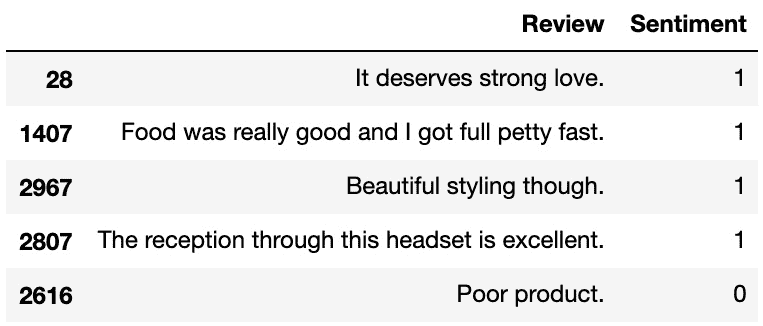 Review Sentiment
28 It deserves strong love. 1
1407 Food was really good and I got full petty fast. 1
2967 Beautiful styling though. 1
2807 The reception through this headset is excellent. 1
2616 Poor product. 0